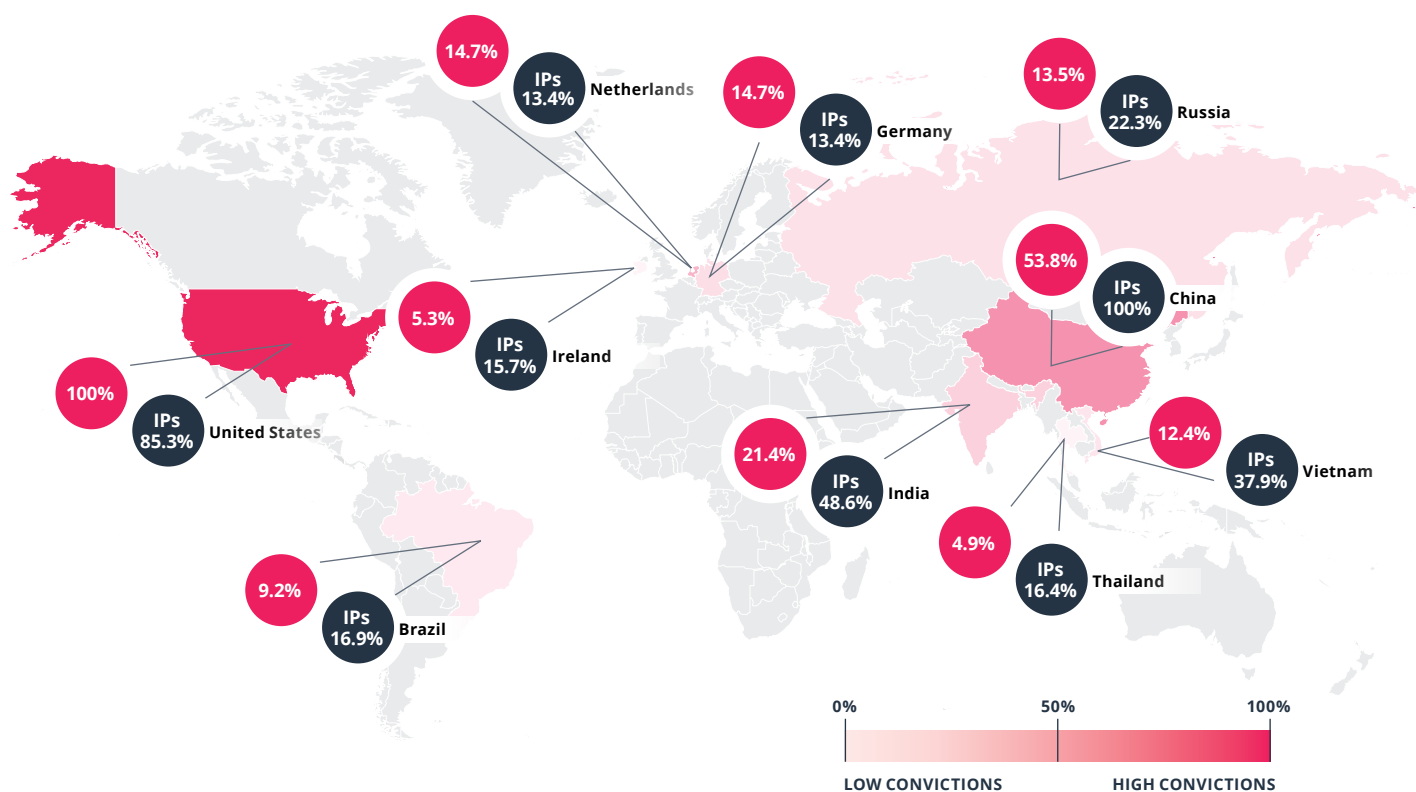 14.7%
IPs
13.4%
Netherlands
14.7%
IPs
13.4%
Germany
13.5%
IPs
22.3%
Russia
53.8%
IPs
100%
China
5.3%
IPs
15.7%
Ireland
100%
IPs
85.3%
United States
21.4%
IPs
48.6%
India
12.4%
IPs
37.9%
Vietnam
4.9%
IPs
16.4%
Thailand
9.2%
IPs
16.9%
Brazil
0%
50%
100%
LOW CONVICTIONS
HIGH CONVICTIONS